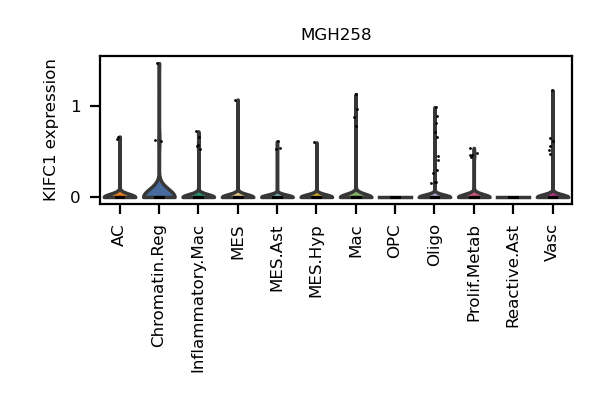 MGH258
KIFC1 expression
1
0
AC
Chromatin.Reg
Inflammatory.Mac
MES
MES.Ast
MES.Hyp
Mac
OPC
Oligo
Prolif.Metab
Reactive.Ast
Vasc